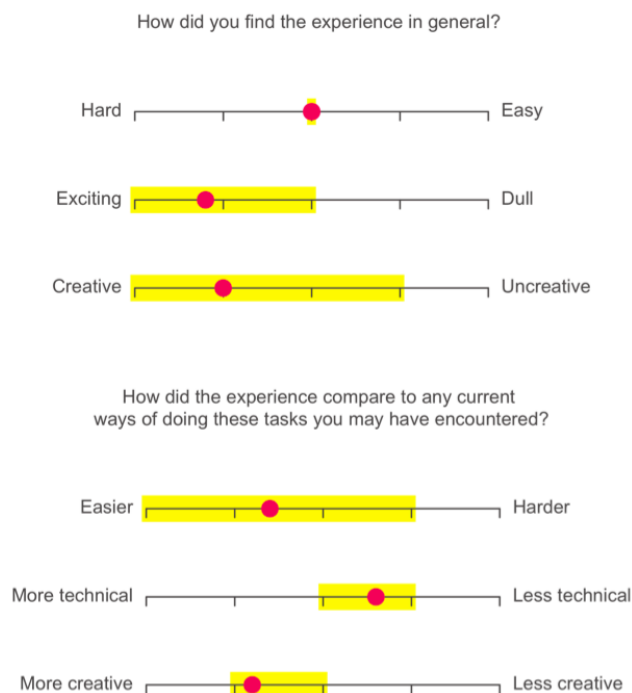 How did you find the experience in general?
Hard Easy
Exciting Dull
Creative Uncreative
How did the experience compare to any current
ways of doing these tasks you may have encountered?
Easier Harder
More technical Less technical
More creative Less creative